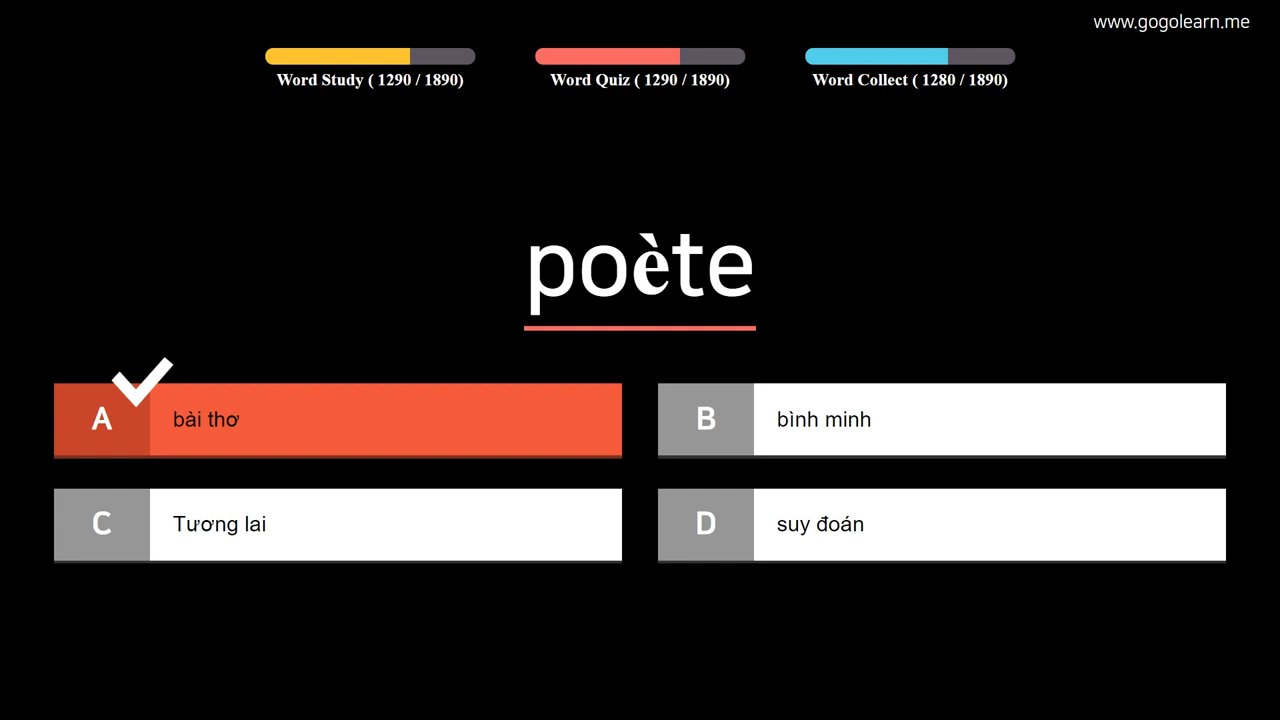 www.gogolearn.me
Word Study ( 1290 / 1890)
Word Quiz ( 1290 / 1890)
Word Collect ( 1280 / 1890)
poète
A
bài thơ
B
bình minh
C
Tương lai
D
suy đoán